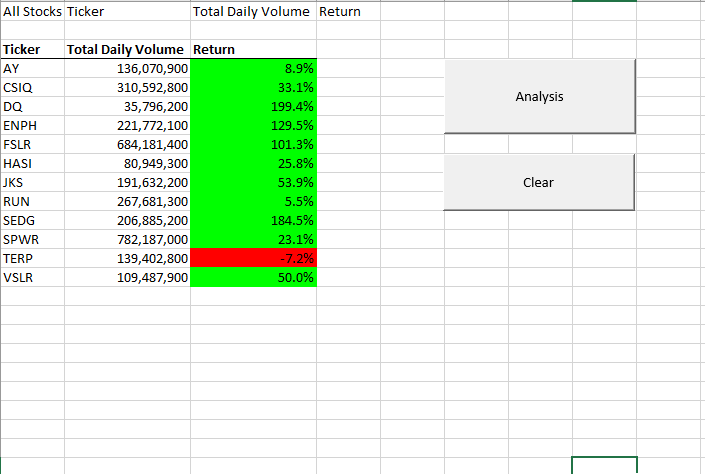 All Stocks Ticker Total Daily Volume Return
Ticker Total Daily Volume Return
AY 136,070,900 8.9%
CSIQ 310,592,800 33.1%
Analysis
DQ 35,796,200 199.4%
ENPH 221,772,100 129.5%
FSLR 684,181,400 101.3%
HASI 80,949,300 25.8%
JKS 191,632,200 53.9%
Clear
RUN 267,681,300 5.5%
SEDG 206,885,200 184.5%
SPWR 782,187,000 23.1%
TERP 139,402,800 -7.2%
VSLR 109,487,900 50.0%